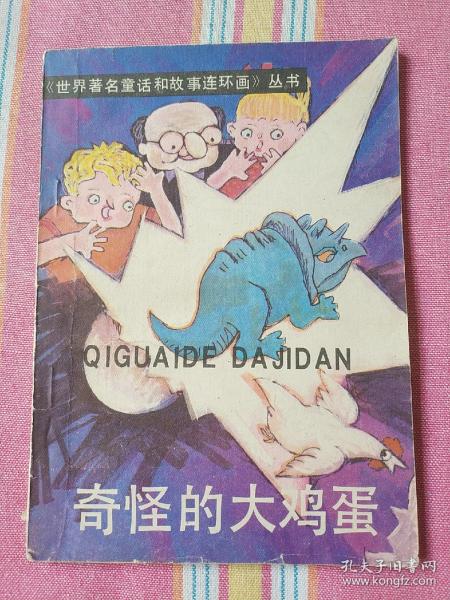 《世界著名童话和故事连环画》丛书
QIGUAIDE DAJIDAN
奇怪的大鸡蛋
孔夫子旧书网
www.kongfz.com